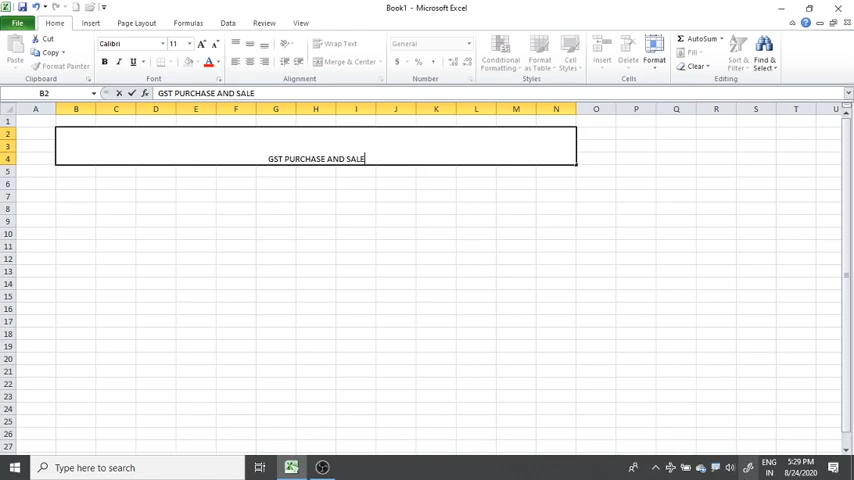 Book1 - Microsoft Excel
File Home Insert Page Layout Formulas Data Review View
Paste
Cut
Copy
Format Painter
Clipboard
Calibri 11
B I U
A
Font
Wrap Text
Merge & Center
Alignment
General
$ % ,
Number
Conditional Formatting
Format as Table
Cell Styles
Styles
Insert Delete Format
Cells
Σ AutoSum
Fill
Clear
Sort & Filter
Find & Select
Editing
B2 fx GST PURCHASE AND SALE
A B C D E F G H I J K L M N O P Q R S T U
1
2
3
4 GST PURCHASE AND SALE
5
6
7
8
9
10
11
12
13
14
15
16
17
18
19
20
21
22
23
24
25
26
27
Type here to search
ENG
IN
5:29 PM
8/24/2020